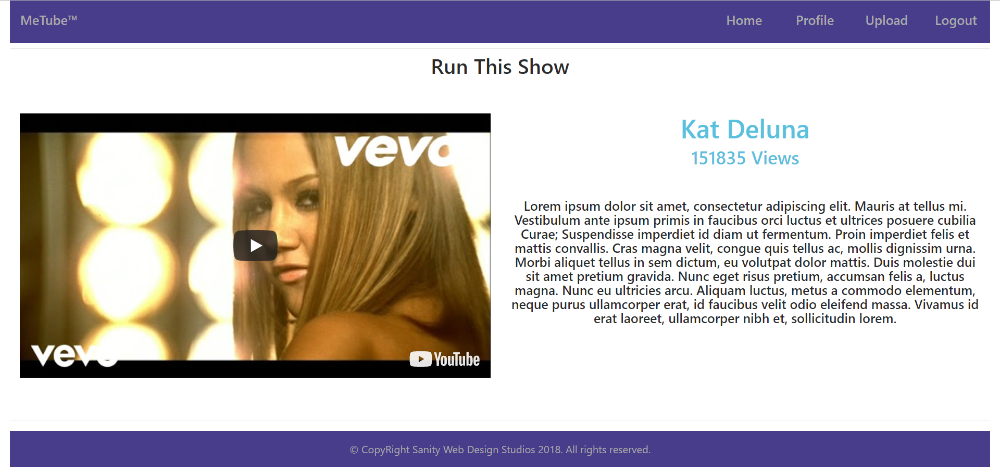 MeTube™
Home Profile Upload Logout
Run This Show
vevo
vevo
YouTube
Kat Deluna
151835 Views
Lorem ipsum dolor sit amet, consectetur adipiscing elit. Mauris at tellus mi.
Vestibulum ante ipsum primis in faucibus orci luctus et ultrices posuere cubilia
Curae; Suspendisse imperdiet id diam ut fermentum. Proin imperdiet felis et
mattis convallis. Cras magna velit, congue quis tellus ac, mollis dignissim urna.
Morbi aliquet tellus in sem dictum, eu volutpat dolor mattis. Duis molestie dui
sit amet pretium gravida. Nunc eget risus pretium, accumsan felis a, luctus
magna. Nunc eu ultricies arcu. Aliquam luctus, metus a commodo elementum,
neque purus ullamcorper erat, id faucibus velit odio eleifend massa. Vivamus id
erat laoreet, ullamcorper nibh et, sollicitudin lorem.
© CopyRight Sanity Web Design Studios 2018. All rights reserved.